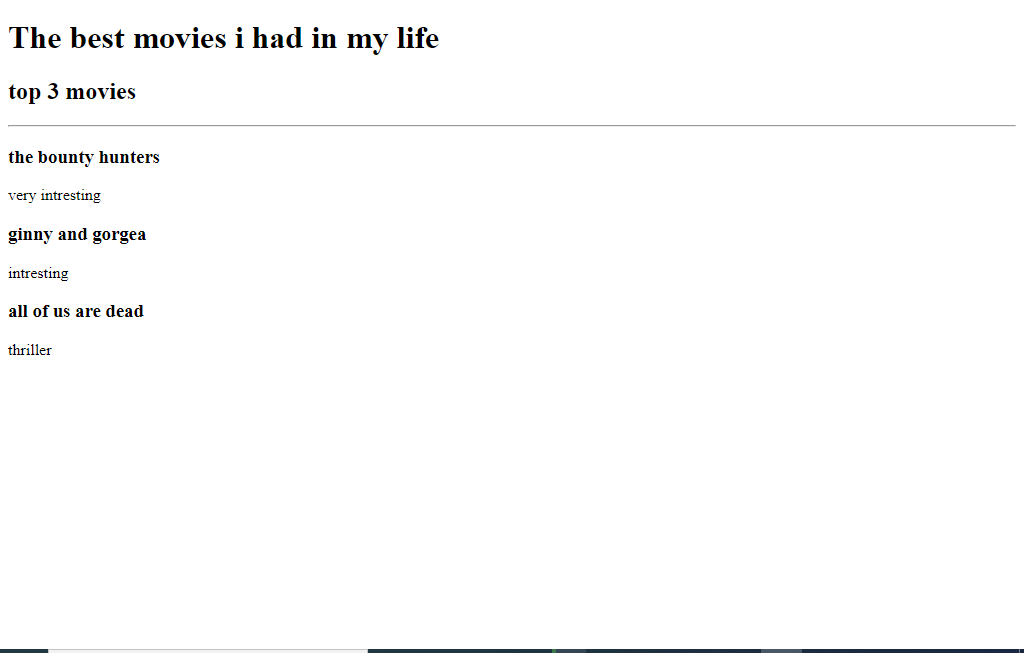 The best movies i had in my life
top 3 movies
the bounty hunters
very intresting
ginny and gorgea
intresting
all of us are dead
thriller